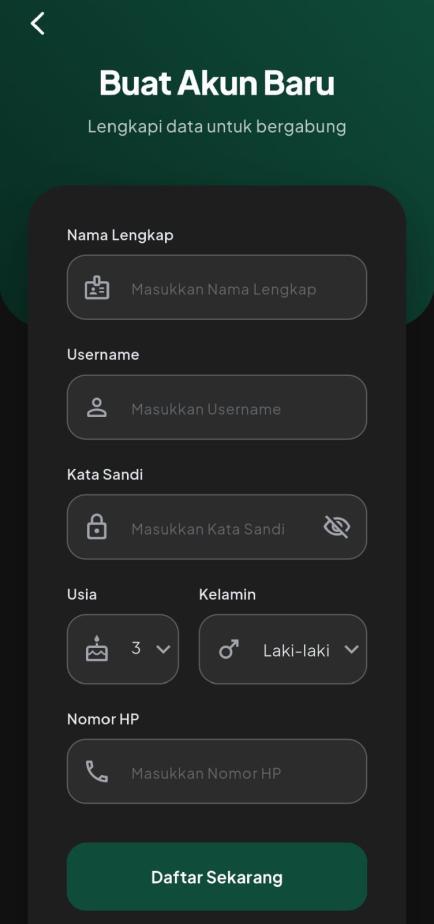 Buat Akun Baru
Lengkapi data untuk bergabung
Nama Lengkap
Masukkan Nama Lengkap
Username
Masukkan Username
Kata Sandi
Masukkan Kata Sandi
Usia
Kelamin
3
Laki-laki
Nomor HP
Masukkan Nomor HP
Daftar Sekarang